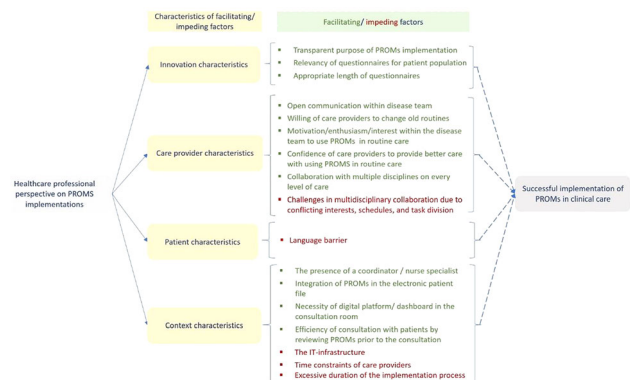 Characteristics of facilitating/
impeding factors
Facilitating/ impeding factors
Healthcare professional
perspective on PROMS
implementations
Innovation characteristics
Transparent purpose of PROMs implementation
Relevancy of questionnaires for patient population
Appropriate length of questionnaires
Care provider characteristics
Open communication within disease team
Willing of care providers to change old routines
Motivation/enthusiasm/interest within the disease
team to use PROMs in routine care
Confidence of care providers to provide better care
with using PROMS in routine care
Collaboration with multiple disciplines on every
level of care
Challenges in multidisciplinary collaboration due to
conflicting interests, schedules, and task division
Patient characteristics
Language barrier
Context characteristics
The presence of a coordinator / nurse specialist
Integration of PROMs in the electronic patient
file
Necessity of digital platform/ dashboard in the
consultation room
Efficiency of consultation with patients by
reviewing PROMs prior to the consultation
The IT-infrastructure
Time constraints of care providers
Excessive duration of the implementation process
Successful implementation of
PROMs in clinical care